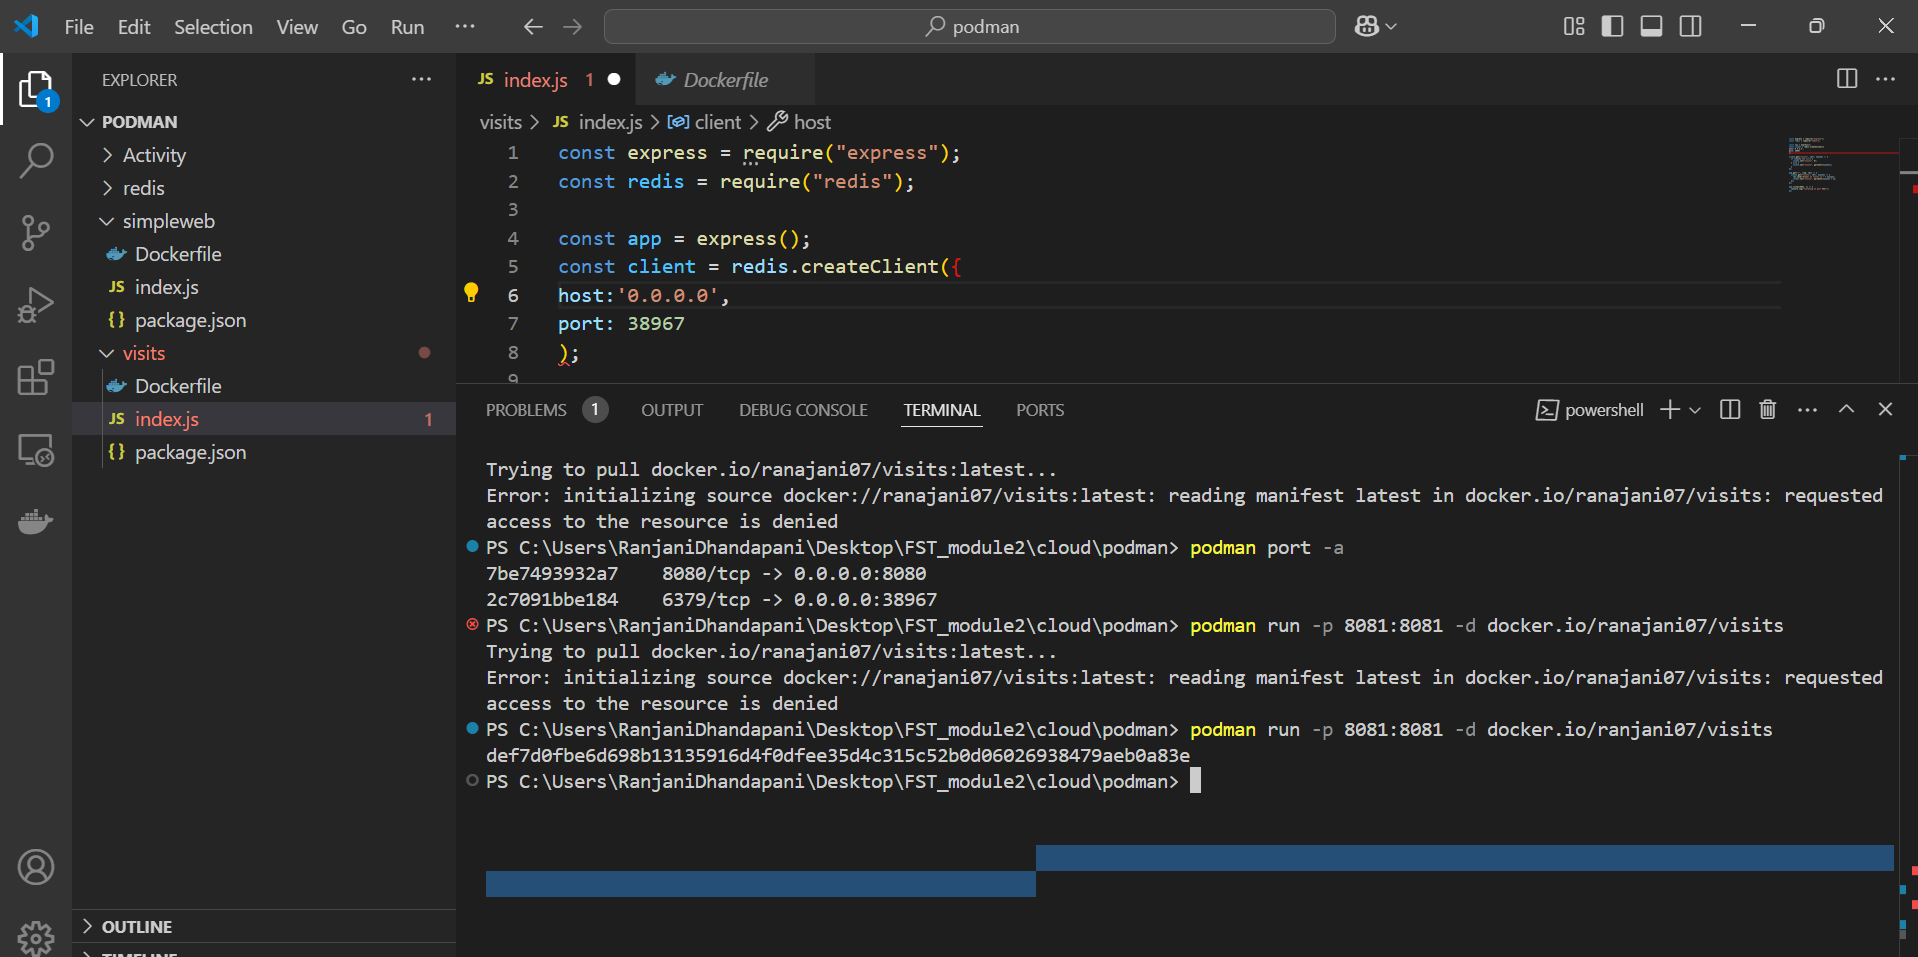 File Edit Selection View Go Run ··· podman
EXPLORER ···
PODMAN
Activity
redis
simpleweb
Dockerfile
JS index.js
{} package.json
visits
Dockerfile
JS index.js 1
{} package.json
OUTLINE
TIMELINE
1
JS index.js 1 Dockerfile
visits > JS index.js > client > host
1 const express = require("express");
2 const redis = require("redis");
3
4 const app = express();
5 const client = redis.createClient({
6 host:'0.0.0.0',
7 port: 38967
8 );
9
PROBLEMS 1 OUTPUT DEBUG CONSOLE TERMINAL PORTS powershell
Trying to pull docker.io/ranajani07/visits:latest...
Error: initializing source docker://ranajani07/visits:latest: reading manifest latest in docker.io/ranajani07/visits: requested
access to the resource is denied
PS C:\Users\RanjaniDhandapani\Desktop\FST_module2\cloud\podman> podman port -a
7be7493932a7    8080/tcp -> 0.0.0.0:8080
2c7091bbe184    6379/tcp -> 0.0.0.0:38967
PS C:\Users\RanjaniDhandapani\Desktop\FST_module2\cloud\podman> podman run -p 8081:8081 -d docker.io/ranajani07/visits
Trying to pull docker.io/ranajani07/visits:latest...
Error: initializing source docker://ranajani07/visits:latest: reading manifest latest in docker.io/ranajani07/visits: requested
access to the resource is denied
PS C:\Users\RanjaniDhandapani\Desktop\FST_module2\cloud\podman> podman run -p 8081:8081 -d docker.io/ranjani07/visits
def7d0fbe6d698b13135916d4f0dfee35d4c315c52b0d06026938479aeb0a83e
PS C:\Users\RanjaniDhandapani\Desktop\FST_module2\cloud\podman>